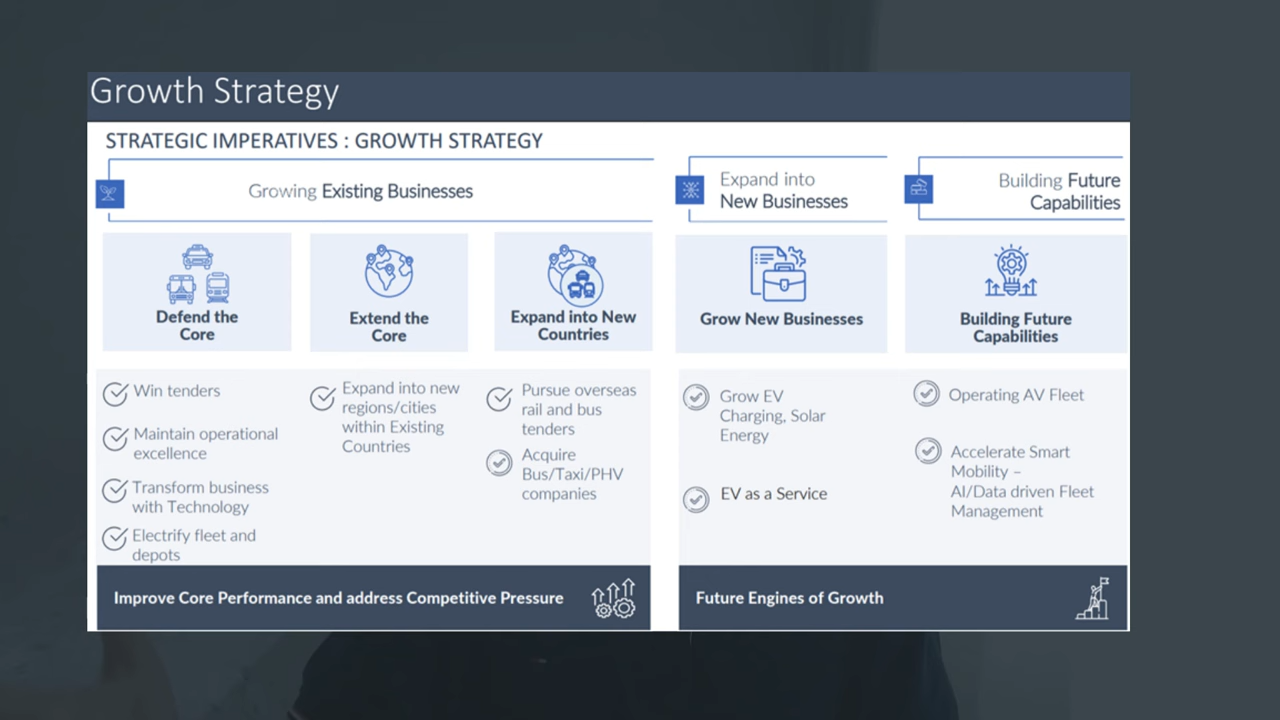 Growth Strategy
STRATEGIC IMPERATIVES : GROWTH STRATEGY
Growing Existing Businesses
Expand into
New Businesses
Building Future
Capabilities
Defend the
Core
Extend the
Core
Expand into New
Countries
Grow New Businesses
Building Future
Capabilities
Win tenders
Maintain operational
excellence
Transform business
with Technology
Electrify fleet and
depots
Expand into new
regions/cities
within Existing
Countries
Pursue overseas
rail and bus
tenders
Acquire
Bus/Taxi/PHV
companies
Grow EV
Charging, Solar
Energy
EV as a Service
Operating AV Fleet
Accelerate Smart
Mobility –
AI/Data driven Fleet
Management
Improve Core Performance and address Competitive Pressure
Future Engines of Growth